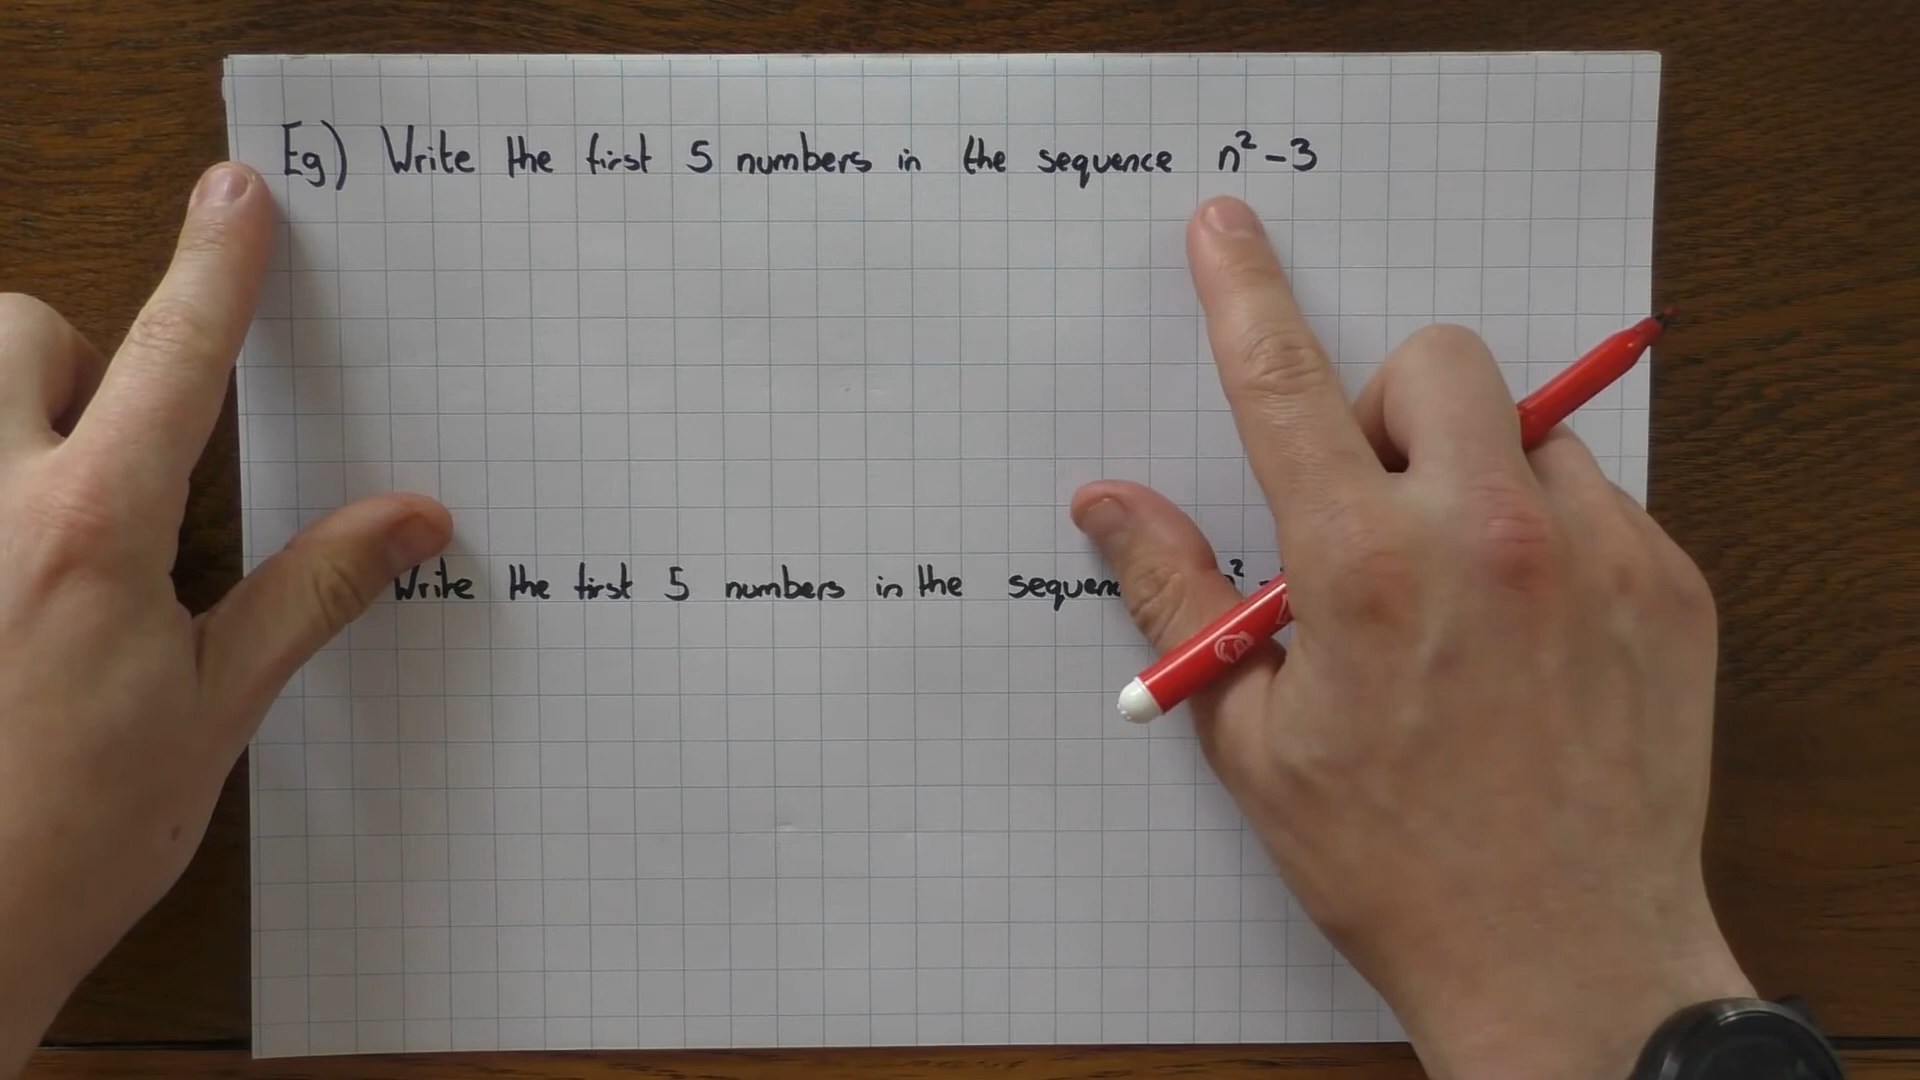 Eg) Write the first 5 numbers in the sequence n² - 3
Write the first 5 numbers in the